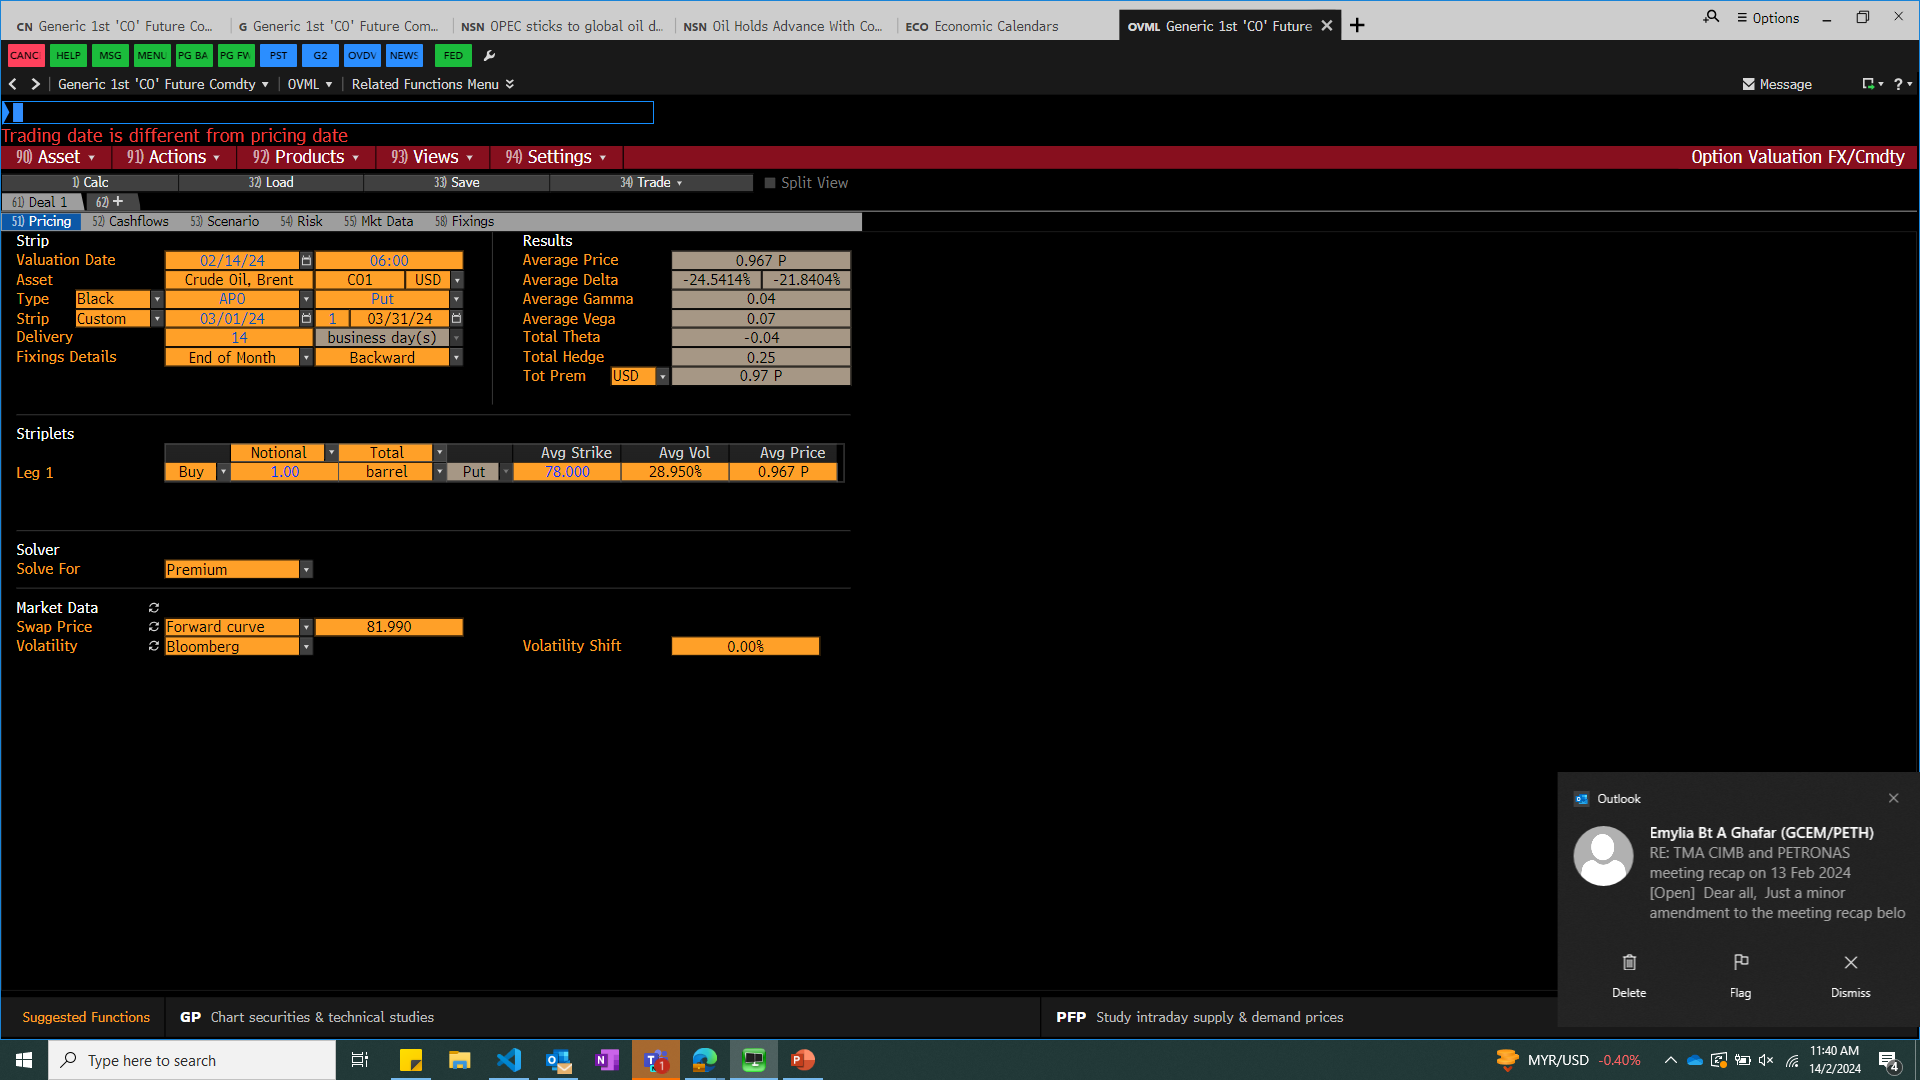 CN Generic 1st 'CO' Future Co... G Generic 1st 'CO' Future Com... NSN OPEC sticks to global oil d... NSN Oil Holds Advance With Co... ECO Economic Calendars OVML Generic 1st 'CO' Future Options
CANC HELP MSG MENU PG BA PG FW PST G2 OVDV NEWS FED
Generic 1st 'CO' Future Comdty OVML Related Functions Menu Message ?
Trading date is different from pricing date
90) Asset 91) Actions 92) Products 93) Views 94) Settings Option Valuation FX/Cmdty
1) Calc 32) Load 33) Save 34) Trade Split View
61) Deal 1 62) +
51) Pricing 52) Cashflows 53) Scenario 54) Risk 55) Mkt Data 58) Fixings
Strip Results
Valuation Date 02/14/24 06:00 Average Price 0.967 P
Asset Crude Oil, Brent CO1 USD Average Delta -24.5414% -21.8404%
Type Black APO Put Average Gamma 0.04
Strip Custom 03/01/24 1 03/31/24 Average Vega 0.07
Delivery 14 business day(s) Total Theta -0.04
Fixings Details End of Month Backward Total Hedge 0.25
Tot Prem USD 0.97 P
Striplets
Notional Total Avg Strike Avg Vol Avg Price
Leg 1 Buy 1.00 barrel Put 78.000 28.950% 0.967 P
Solver
Solve For Premium
Market Data
Swap Price Forward curve 81.990
Volatility Bloomberg Volatility Shift 0.00%
Outlook
Emylia Bt A Ghafar (GCEM/PETH)
RE: TMA CIMB and PETRONAS
meeting recap on 13 Feb 2024
[Open] Dear all, Just a minor
amendment to the meeting recap belo
Delete Flag Dismiss
Suggested Functions GP Chart securities & technical studies PFP Study intraday supply & demand prices
Type here to search MYR/USD -0.40% 11:40 AM
14/2/2024
1
4